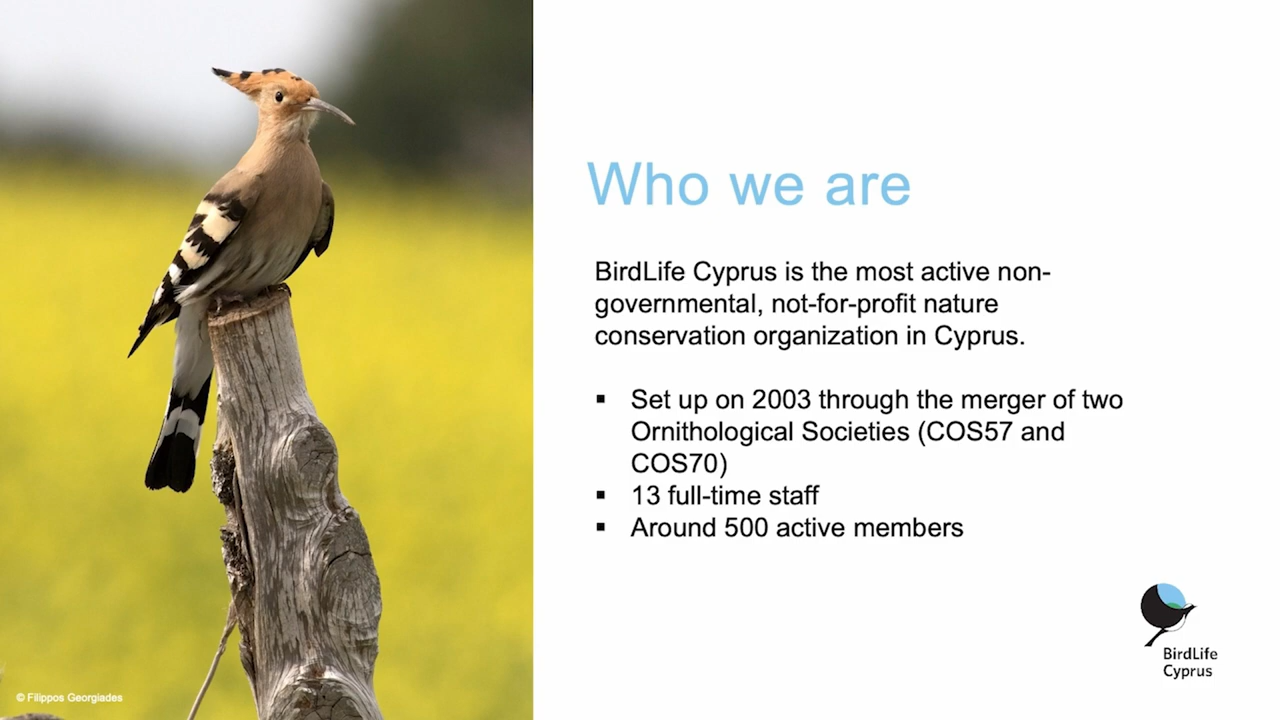 Who we are
BirdLife Cyprus is the most active non-
governmental, not-for-profit nature
conservation organization in Cyprus.
▪ Set up on 2003 through the merger of two
Ornithological Societies (COS57 and
COS70)
▪ 13 full-time staff
▪ Around 500 active members
BirdLife
Cyprus
© Filippos Georgiades